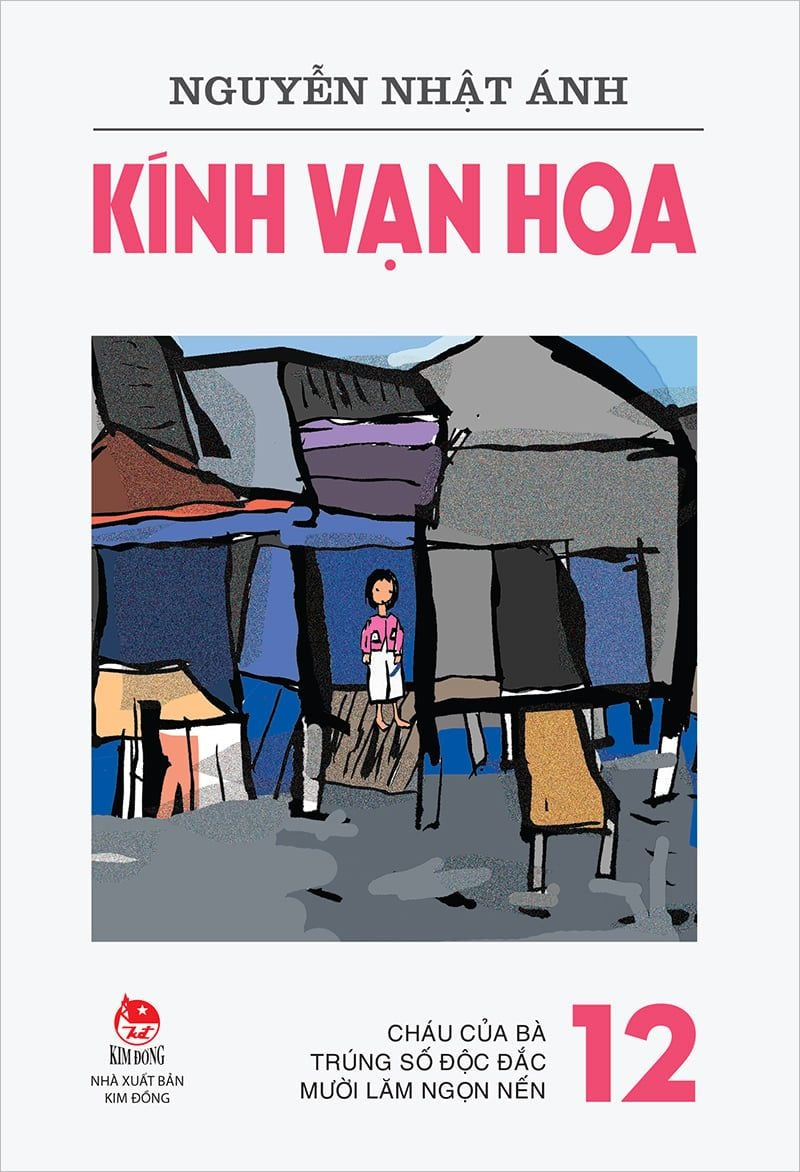 NGUYỄN NHẬT ÁNH
KÍNH VẠN HOA
KIM ĐỒNG
NHÀ XUẤT BẢN
KIM ĐỒNG
CHÁU CỦA BÀ
TRÚNG SỐ ĐỘC ĐẮC
MƯỜI LĂM NGỌN NẾN
12